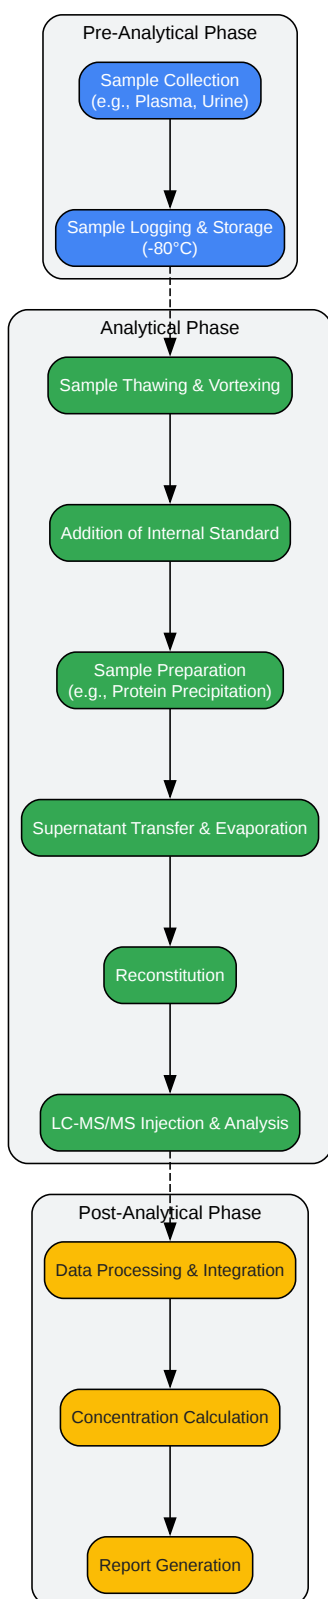 Pre-Analytical Phase
Sample Collection
(e.g., Plasma, Urine)
Sample Logging & Storage
(-80°C)
Analytical Phase
Sample Thawing & Vortexing
Addition of Internal Standard
Sample Preparation
(e.g., Protein Precipitation)
Supernatant Transfer & Evaporation
Reconstitution
LC-MS/MS Injection & Analysis
Post-Analytical Phase
Data Processing & Integration
Concentration Calculation
Report Generation